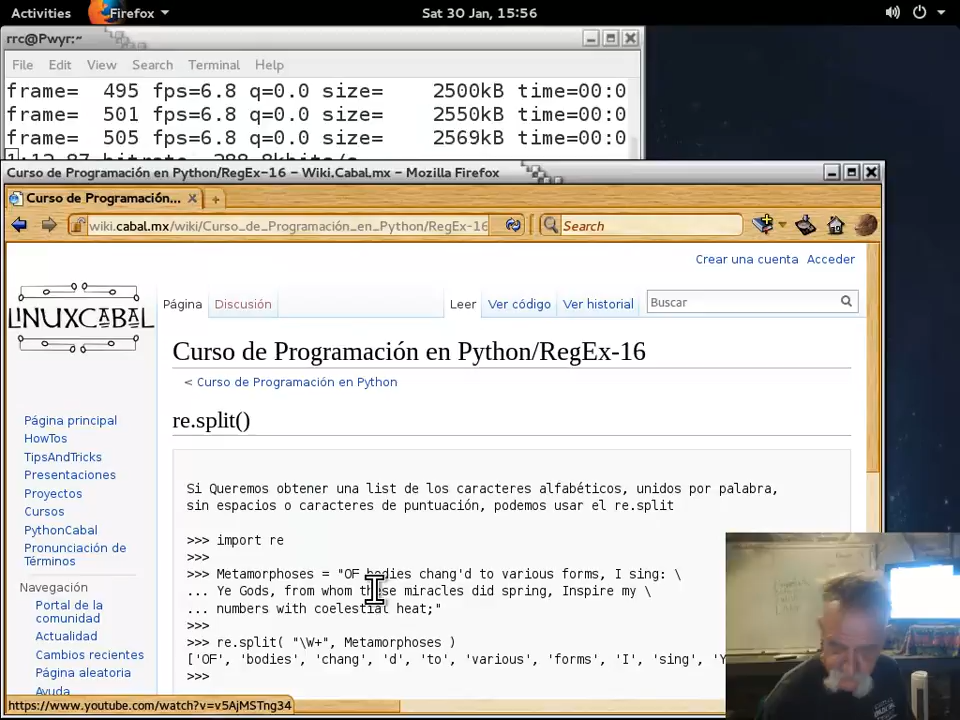 Activities Firefox Sat 30 Jan, 15:56
rrc@Pwyr:~
File Edit View Search Terminal Help
frame= 495 fps=6.8 q=0.0 size= 2500kB time=00:0
frame= 501 fps=6.8 q=0.0 size= 2550kB time=00:0
frame= 505 fps=6.8 q=0.0 size= 2569kB time=00:0
Curso de Programación en Python/RegEx-16 – Wiki.Cabal.mx – Mozilla Firefox
Curso de Programación...
wiki.cabal.mx/wiki/Curso_de_Programación_en_Python/RegEx-16 Search
Crear una cuenta Acceder
LINUXCABAL
Página Discusión Leer Ver código Ver historial Buscar
Curso de Programación en Python/RegEx-16
< Curso de Programación en Python
re.split()
Página principal
HowTos
TipsAndTricks
Presentaciones
Proyectos
Cursos
PythonCabal
Pronunciación de
Términos
Navegación
Portal de la
comunidad
Actualidad
Cambios recientes
Página aleatoria
Ayuda
Si Queremos obtener una list de los caracteres alfabéticos, unidos por palabra,
sin espacios o caracteres de puntuación, podemos usar el re.split
>>> import re
>>>
>>> Metamorphoses = "OF bodies chang'd to various forms, I sing: \
... Ye Gods, from whom these miracles did spring, Inspire my \
... numbers with coelestial heat;"
>>>
>>> re.split( "\W+", Metamorphoses )
['OF', 'bodies', 'chang', 'd', 'to', 'various', 'forms', 'I', 'sing', 'Y
>>>
https://www.youtube.com/watch?v=v5AjMSTng34